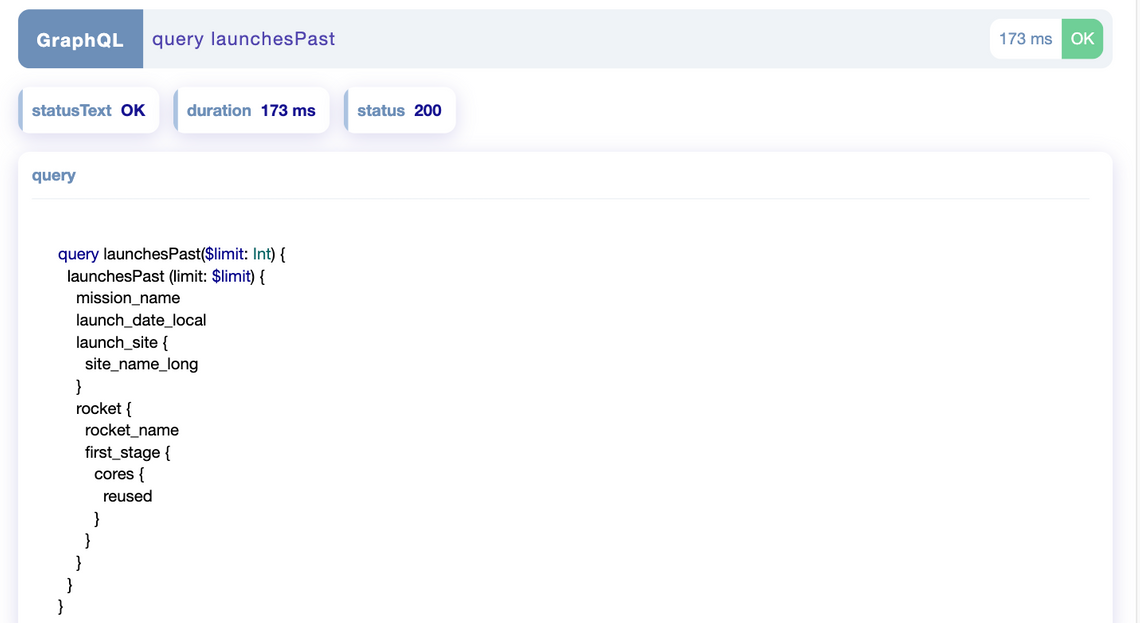 GraphQL query launchesPast 173 ms OK
statusText OK duration 173 ms status 200
query
query launchesPast($limit: Int) {
launchesPast (limit: $limit) {
mission_name
launch_date_local
launch_site {
site_name_long
}
rocket {
rocket_name
first_stage {
cores {
reused
}
}
}
}
}